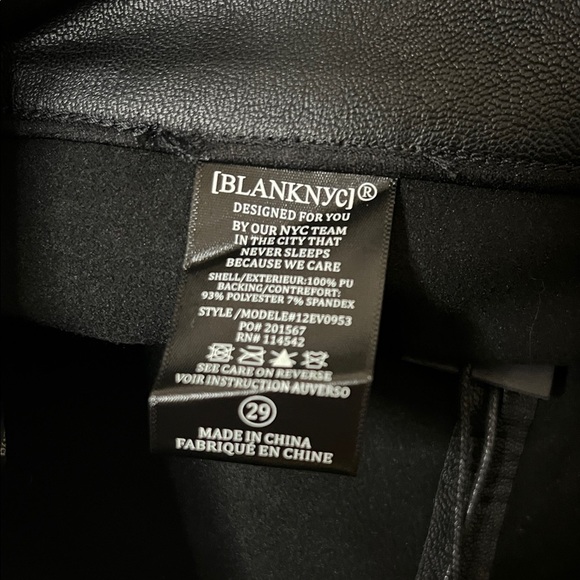 [BLANKNYC]®
DESIGNED FOR YOU
BY OUR NYC TEAM
IN THE CITY THAT
NEVER SLEEPS
BECAUSE WE CARE
SHELL/EXTERIEUR:100% PU
BACKING/CONTREFORT:
93% POLYESTER 7% SPANDEX
STYLE /MODELE#12EV0953
PO# 201567
RN# 114542
SEE CARE ON REVERSE
VOIR INSTRUCTION AUVERSO
29
MADE IN CHINA
FABRIQUÉ EN CHINE